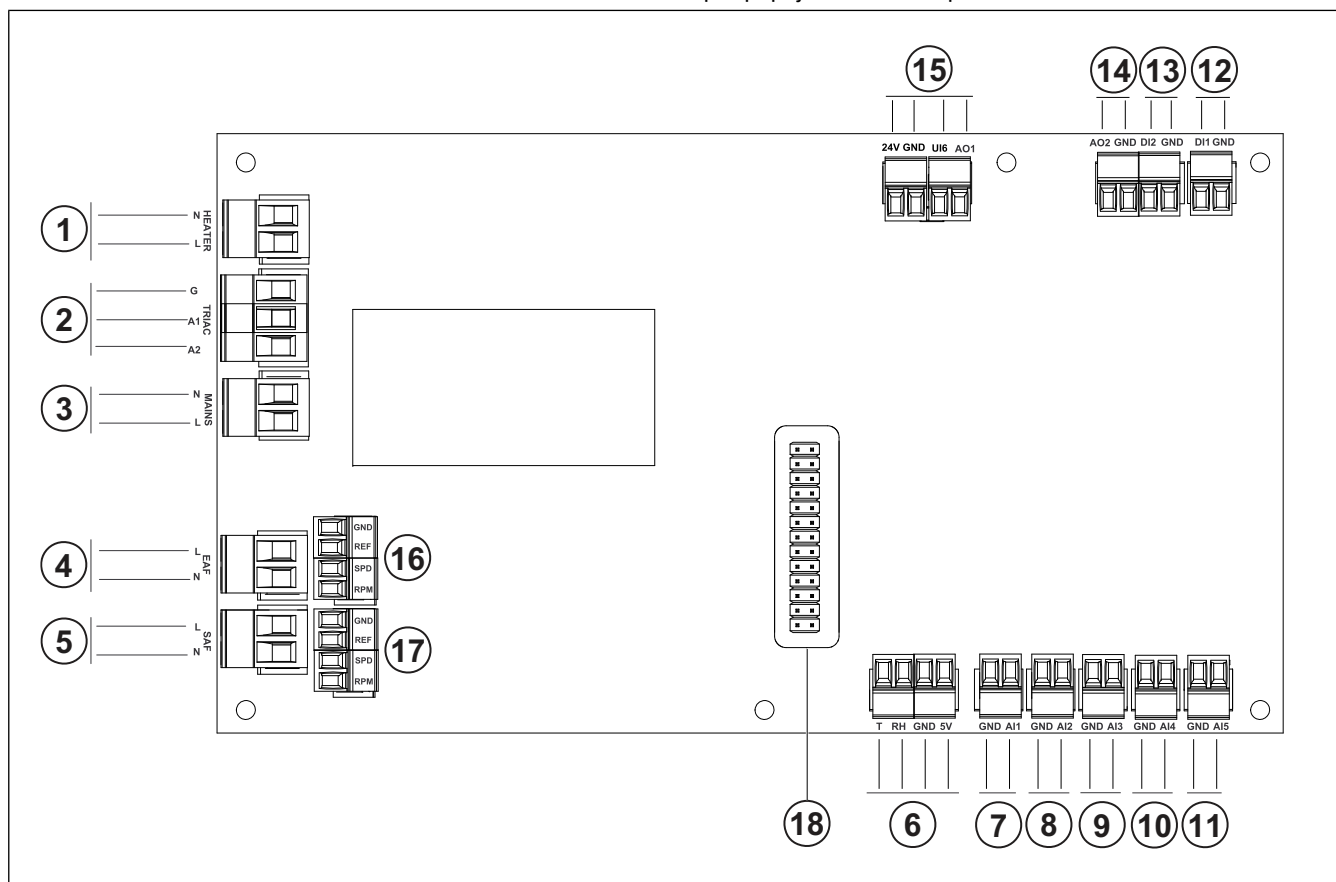 15
14 13 12
24V GND UI6 AO1
AO2 GND DI2 GND
DI1 GND
1
N
L
HEATER
2
G
A1
A2
TRIAC
3
N
L
MAINS
4
L
N
EAF
GND
REF
SPD
RPM
16
5
L
N
SAF
GND
REF
SPD
RPM
17
T RH GND 5V
GND AI1
GND AI2
GND AI3
GND AI4
GND AI5
18
6
7
8
9
10
11